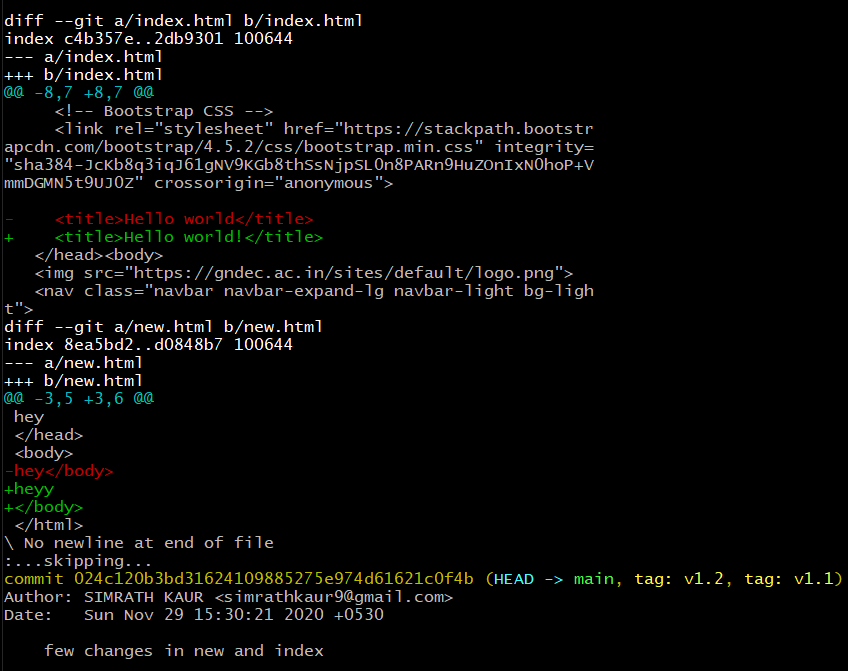 diff --git a/index.html b/index.html
index c4b357e..2db9301 100644
--- a/index.html
+++ b/index.html
@@ -8,7 +8,7 @@
     <!-- Bootstrap CSS -->
     <link rel="stylesheet" href="https://stackpath.bootstr
apcdn.com/bootstrap/4.5.2/css/bootstrap.min.css" integrity=
"sha384-JcKb8q3iqJ61gNV9KGb8thSsNjpSL0n8PARn9HuZOnIxN0hoP+V
mmDGMN5t9UJ0Z" crossorigin="anonymous">
-    <title>Hello world</title>
+    <title>Hello world!</title>
   </head><body>
   <img src="https://gndec.ac.in/sites/default/logo.png">
   <nav class="navbar navbar-expand-lg navbar-light bg-ligh
t">
diff --git a/new.html b/new.html
index 8ea5bd2..d0848b7 100644
--- a/new.html
+++ b/new.html
@@ -3,5 +3,6 @@
 hey
 </head>
 <body>
-hey</body>
+heyy
+</body>
 </html>
\ No newline at end of file
:...skipping...
commit 024c120b3bd31624109885275e974d61621c0f4b (HEAD -> main, tag: v1.2, tag: v1.1)
Author: SIMRATH KAUR <simrathkaur9@gmail.com>
Date:   Sun Nov 29 15:30:21 2020 +0530
    few changes in new and index